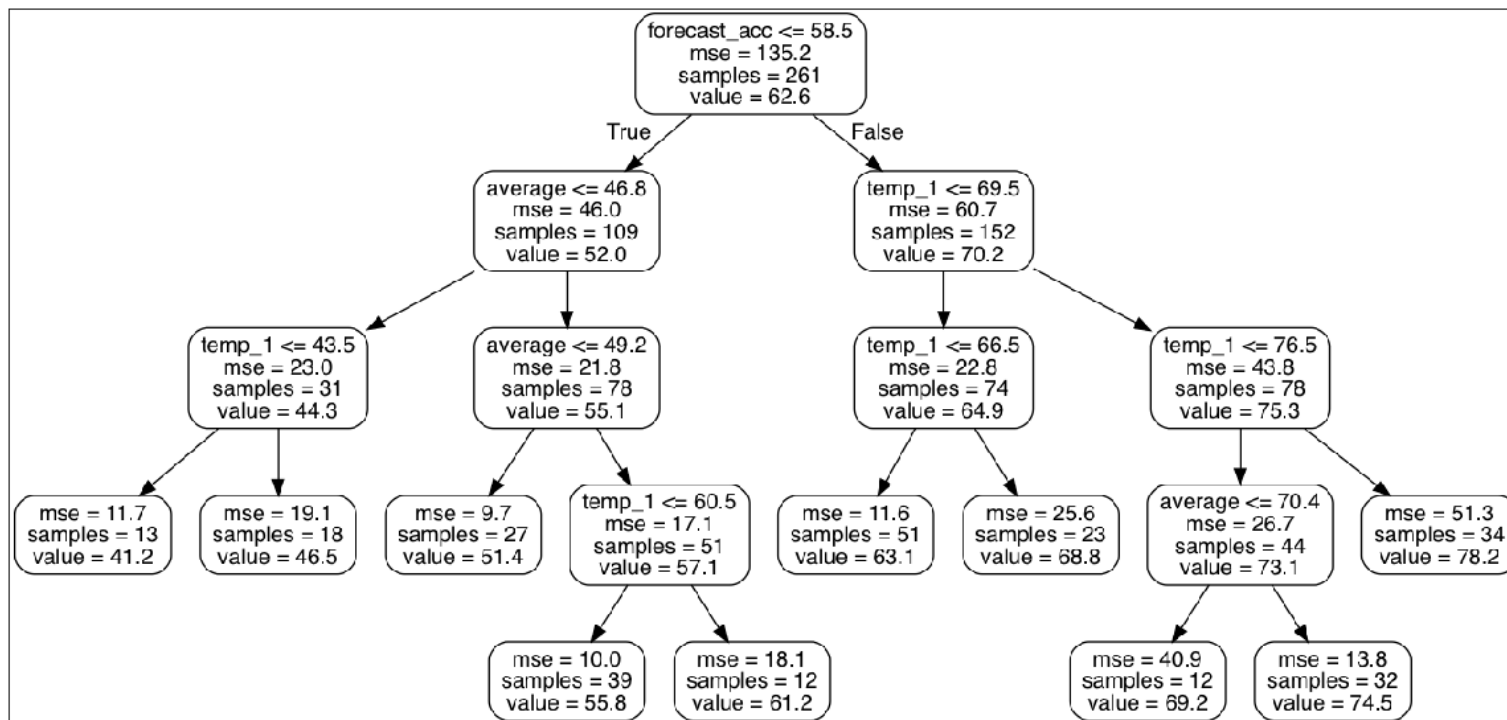 forecast_acc <= 58.5
mse = 135.2
samples = 261
value = 62.6
True
False
average <= 46.8
mse = 46.0
samples = 109
value = 52.0
temp_1 <= 69.5
mse = 60.7
samples = 152
value = 70.2
temp_1 <= 43.5
mse = 23.0
samples = 31
value = 44.3
average <= 49.2
mse = 21.8
samples = 78
value = 55.1
temp_1 <= 66.5
mse = 22.8
samples = 74
value = 64.9
temp_1 <= 76.5
mse = 43.8
samples = 78
value = 75.3
mse = 11.7
samples = 13
value = 41.2
mse = 19.1
samples = 18
value = 46.5
mse = 9.7
samples = 27
value = 51.4
temp_1 <= 60.5
mse = 17.1
samples = 51
value = 57.1
mse = 11.6
samples = 51
value = 63.1
mse = 25.6
samples = 23
value = 68.8
average <= 70.4
mse = 26.7
samples = 44
value = 73.1
mse = 51.3
samples = 34
value = 78.2
mse = 10.0
samples = 39
value = 55.8
mse = 18.1
samples = 12
value = 61.2
mse = 40.9
samples = 12
value = 69.2
mse = 13.8
samples = 32
value = 74.5